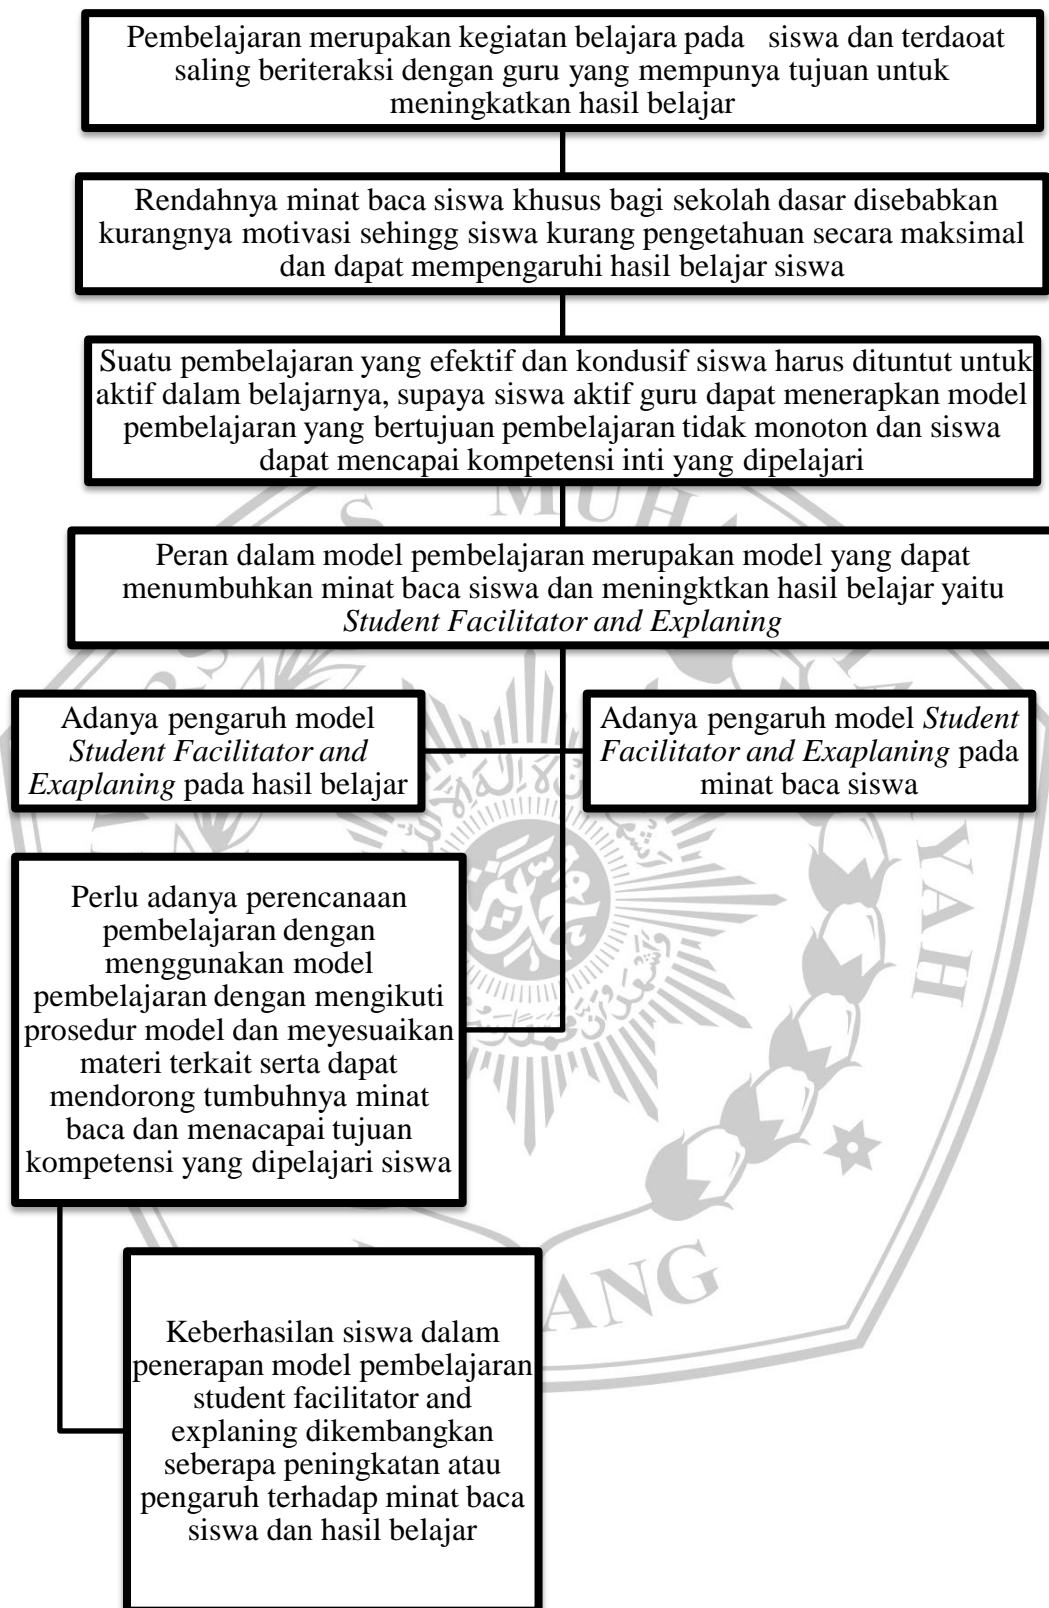 Pembelajaran merupakan kegiatan belajara pada siswa dan terdaoat
saling beriteraksi dengan guru yang mempunya tujuan untuk
meningkatkan hasil belajar
Rendahnya minat baca siswa khusus bagi sekolah dasar disebabkan
kurangnya motivasi sehingg siswa kurang pengetahuan secara maksimal
dan dapat mempengaruhi hasil belajar siswa
Suatu pembelajaran yang efektif dan kondusif siswa harus dituntut untuk
aktif dalam belajarnya, supaya siswa aktif guru dapat menerapkan model
pembelajaran yang bertujuan pembelajaran tidak monoton dan siswa
dapat mencapai kompetensi inti yang dipelajari
Peran dalam model pembelajaran merupakan model yang dapat
menumbuhkan minat baca siswa dan meningktkan hasil belajar yaitu
Student Facilitator and Explaning
Adanya pengaruh model
Student Facilitator and
Exaplaning pada hasil belajar
Adanya pengaruh model Student
Facilitator and Exaplaning pada
minat baca siswa
Perlu adanya perencanaan
pembelajaran dengan
menggunakan model
pembelajaran dengan mengikuti
prosedur model dan meyesuaikan
materi terkait serta dapat
mendorong tumbuhnya minat
baca dan menacapai tujuan
kompetensi yang dipelajari siswa
Keberhasilan siswa dalam
penerapan model pembelajaran
student facilitator and
explaning dikembangkan
seberapa peningkatan atau
pengaruh terhadap minat baca
siswa dan hasil belajar